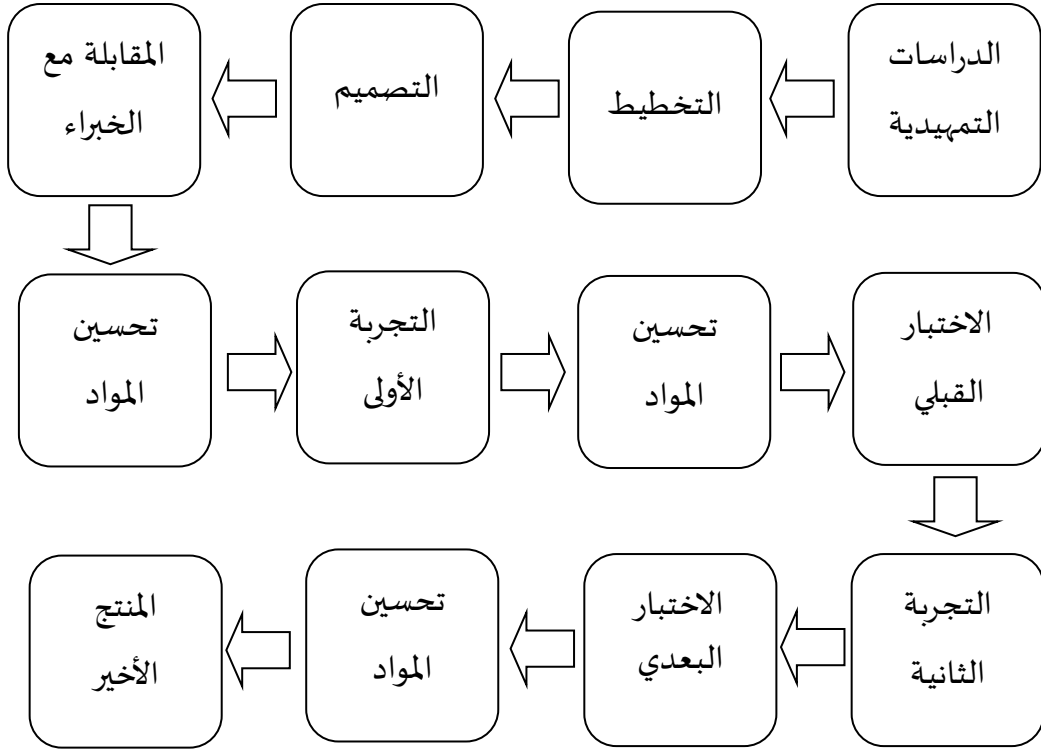 الدراسات
التمهيدية
التخطيط
التصميم
المقابلة مع
الخبراء
تحسين
المواد
التجربة
الأولى
تحسين
المواد
الاختبار
القبلي
التجربة
الثانية
الاختبار
البعدي
تحسين
المواد
المنتج
الأخير